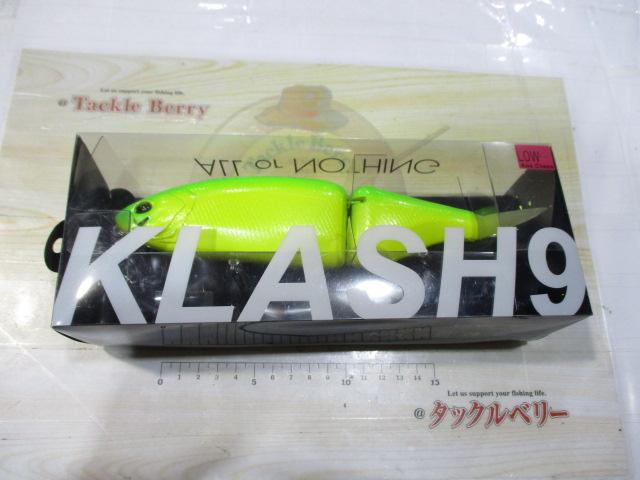 Let us support your fishing life.
@ Tackle Berry
Tackle Be
LOW
ALL or NOTHING
KLASH9
0 1 2 3 4 5 6 7 8 9 10 11 12 13 14 15
Let us support your fishing life.
@ タックルベリー